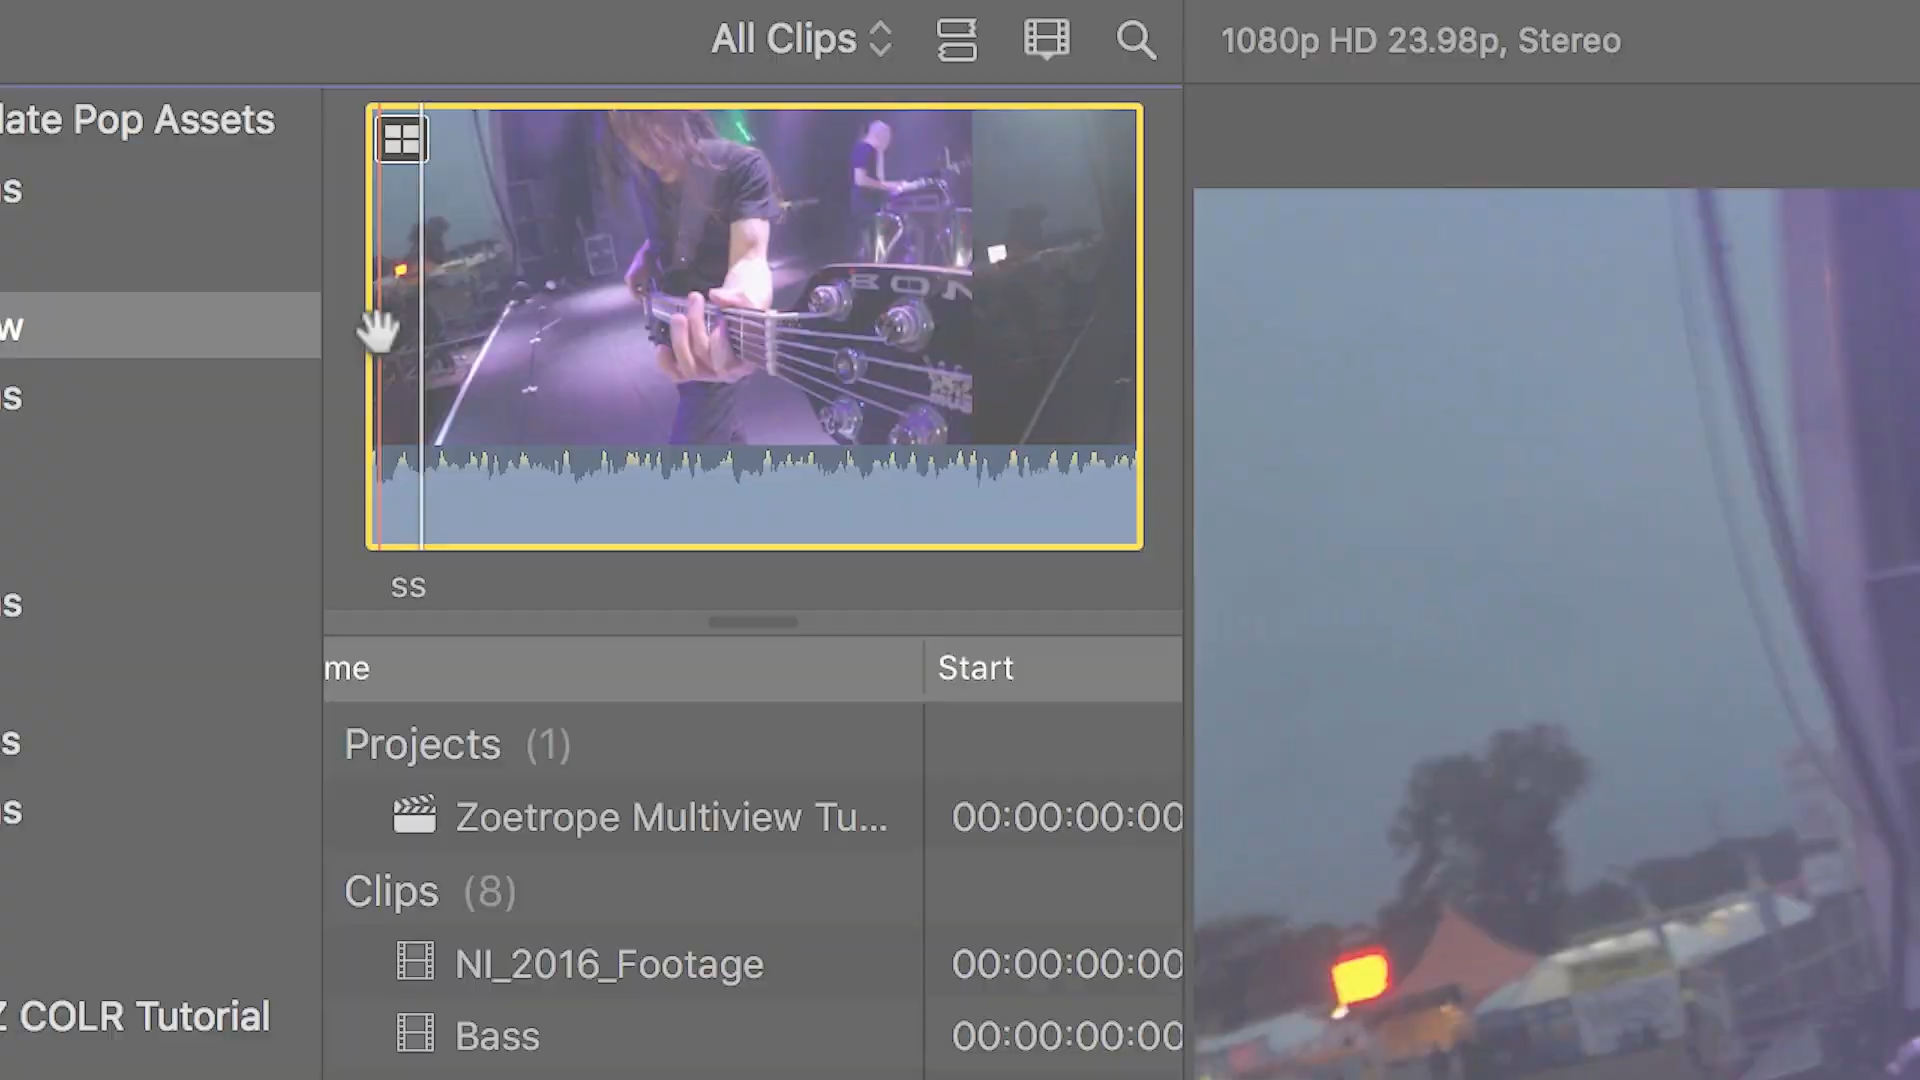 All Clips
1080p HD 23.98p, Stereo
late Pop Assets
s
w
s
s
s
s
Z COLR Tutorial
BON
ss
me
Start
Projects (1)
Zoetrope Multiview Tu...
00:00:00:00
Clips (8)
NI_2016_Footage
00:00:00:00
Bass
00:00:00:00